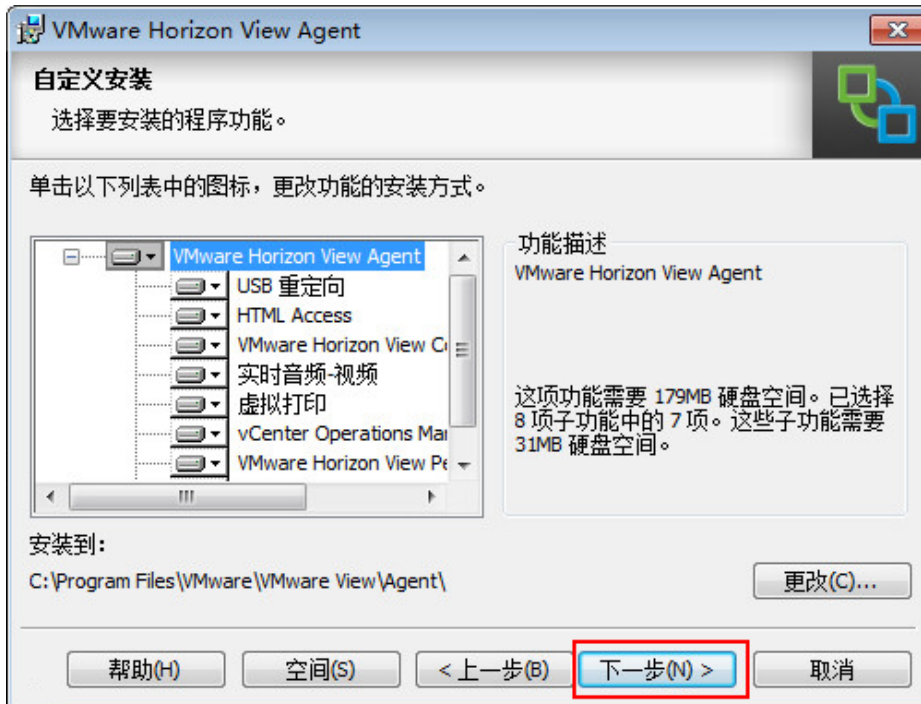 VMware Horizon View Agent
自定义安装
选择要安装的程序功能。
单击以下列表中的图标，更改功能的安装方式。
VMware Horizon View Agent
USB 重定向
HTML Access
VMware Horizon View
实时音频-视频
虚拟打印
vCenter Operations
VMware Horizon View
功能描述
VMware Horizon View Agent
这项功能需要 179MB 硬盘空间。已选择
8 项子功能中的 7 项。这些子功能需要
31MB 硬盘空间。
安装到：
C:\Program Files\VMware\VMware View\Agent\
更改(C)...
帮助(H)
空间(S)
< 上一步(B)
下一步(N) >
取消